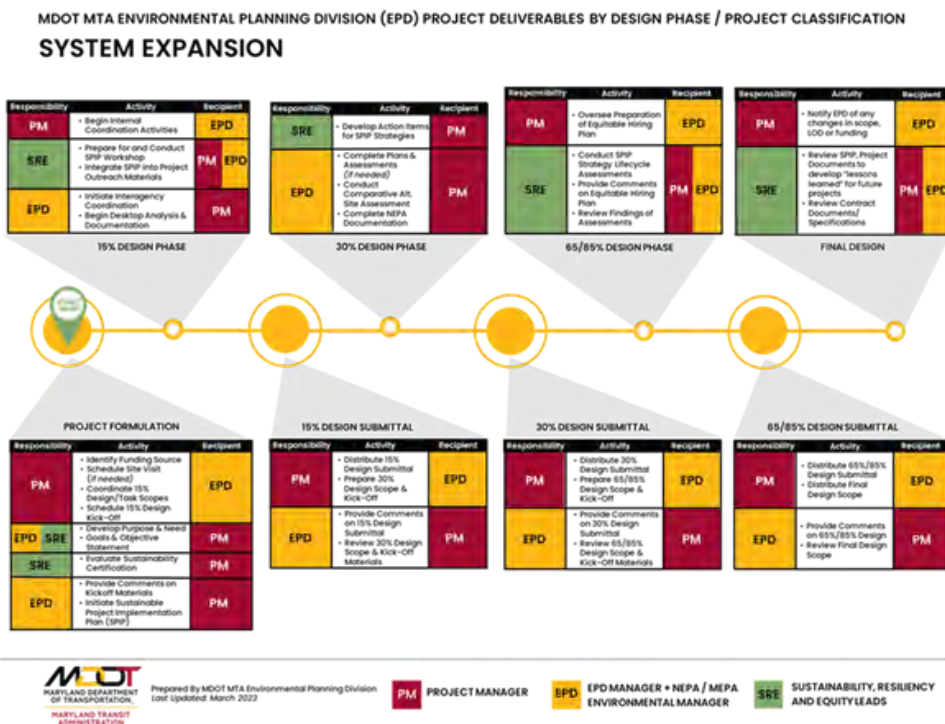 MDOT MTA ENVIRONMENTAL PLANNING DIVISION (EPD) PROJECT DELIVERABLES BY DESIGN PHASE / PROJECT CLASSIFICATION
SYSTEM EXPANSION
Responsibility Activity Recipient
PM
• Begin Internal
Coordination Activities
EPD
SRE
• Prepare for and Conduct
SPIP Workshop
• Integrate SPIP into Project
Outreach Materials
PM EPD
EPD
• Initiate Interagency
Coordination
• Begin Desktop Analysis &
Documentation
PM
15% DESIGN PHASE
Responsibility Activity Recipient
SRE
• Develop Action Items
for SPIP Strategies
PM
EPD
• Complete Plans &
Assessments
(if needed)
• Conduct
Comparative Alt.
Site Assessment
• Complete NEPA
Documentation
PM
30% DESIGN PHASE
Responsibility Activity Recipient
PM
• Oversee Preparation
of Equitable Hiring
Plan
EPD
SRE
• Conduct SPIP
Strategy Lifecycle
Assessments
• Provide Comments
on Equitable Hiring
Plan
• Review Findings of
Assessments
PM EPD
65/85% DESIGN PHASE
Responsibility Activity Recipient
PM
• Notify EPD of any
changes in scope,
LOD or funding
EPD
SRE
• Review SPIP, Project
Documents to
develop "lessons
learned" for future
projects
• Review Contract
Documents/
Specifications
PM EPD
FINAL DESIGN
PROJECT FORMULATION
Responsibility Activity Recipient
PM
• Identify Funding Source
• Schedule Site Visit
(if needed)
• Coordinate 15%
Design/Task Scopes
• Schedule 15% Design
Kick-Off
EPD
EPD SRE
• Develop Purpose & Need
• Goals & Objective
Statement
PM
SRE
• Evaluate Sustainability
Certification
PM
EPD
• Provide Comments on
Kickoff Materials
• Initiate Sustainable
Project Implementation
Plan (SPIP)
PM
15% DESIGN SUBMITTAL
Responsibility Activity Recipient
PM
• Distribute 15%
Design Submittal
• Prepare 30%
Design Scope &
Kick-Off
EPD
EPD
• Provide Comments
on 15% Design
Submittal
• Review 30% Design
Scope & Kick-Off
Materials
PM
30% DESIGN SUBMITTAL
Responsibility Activity Recipient
PM
• Distribute 30%
Design Submittal
• Prepare 65/85%
Design Scope &
Kick-Off
EPD
EPD
• Provide Comments
on 30% Design
Submittal
• Review 65/85%
Design Scope &
Kick-Off Materials
PM
65/85% DESIGN SUBMITTAL
Responsibility Activity Recipient
PM
• Distribute 65%/85%
Design Submittal
• Distribute Final
Design Scope
EPD
EPD
• Provide Comments
on 65%/85% Design
• Review Final Design
Scope
PM
MDOT
MARYLAND DEPARTMENT
OF TRANSPORTATION
MARYLAND TRANSIT
ADMINISTRATION
Prepared By MDOT MTA Environmental Planning Division
Last Updated: March 2023
PM PROJECT MANAGER
EPD EPD MANAGER + NEPA / MEPA
ENVIRONMENTAL MANAGER
SRE SUSTAINABILITY, RESILIENCY
AND EQUITY LEADS